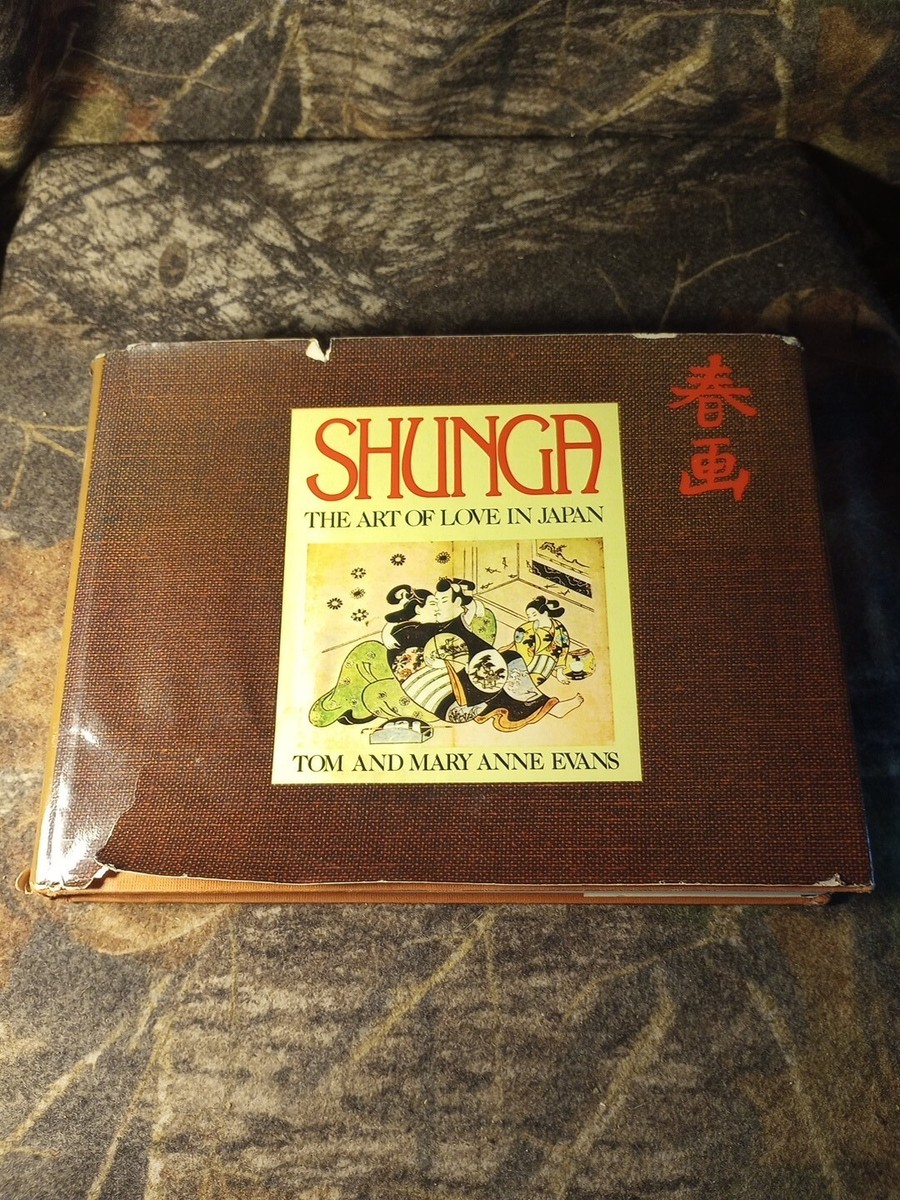 春画
SHUNGA
THE ART OF LOVE IN JAPAN
TOM AND MARY ANNE EVANS